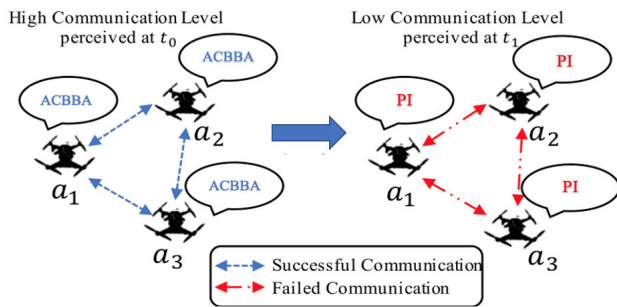 High Communication Level
perceived at t₀
ACBBA
a₂
ACBBA
a₁
ACBBA
a₃
Low Communication Level
perceived at t₁
PI
a₂
PI
a₁
PI
a₃
Successful Communication
Failed Communication